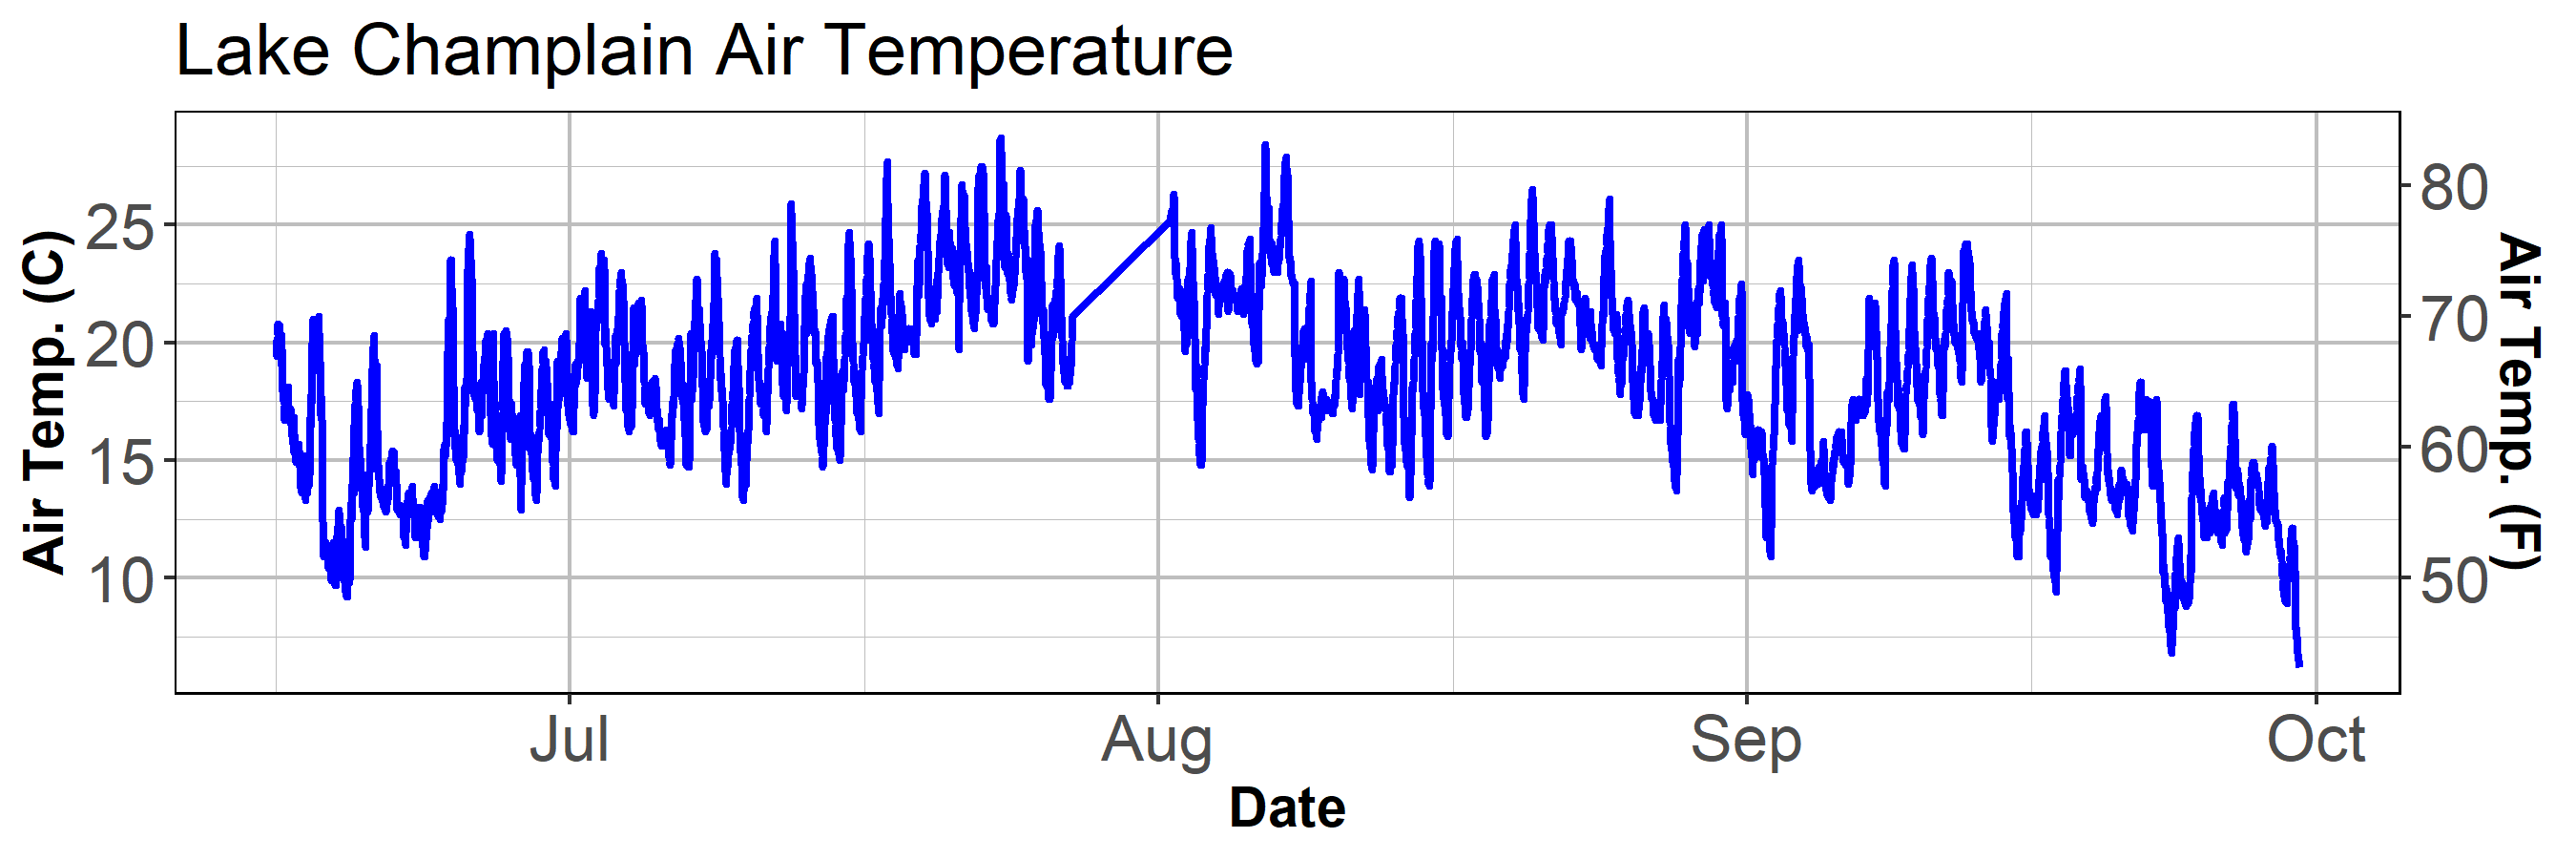 Lake Champlain Air Temperature
Air Temp. (C)
25
20
15
10
80
70
60
50
Air Temp. (F)
Jul
Aug
Sep
Oct
Date